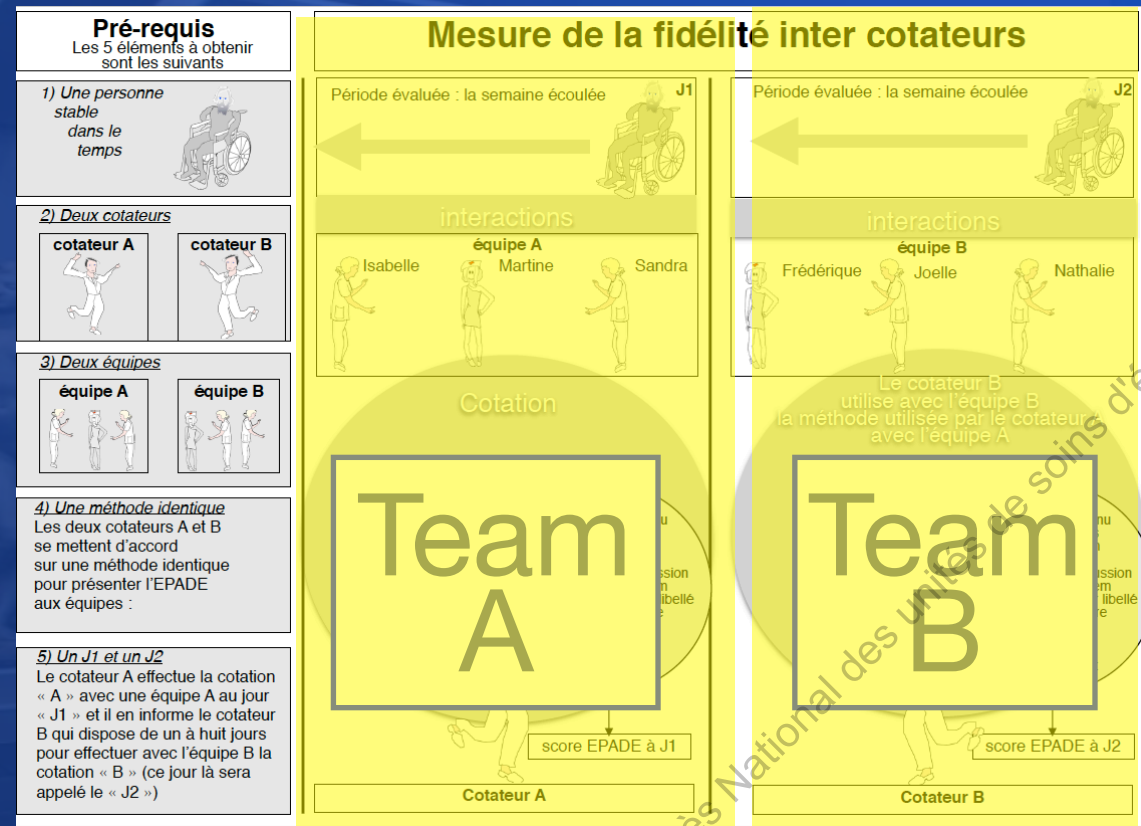 Pré-requis
Les 5 éléments à obtenir
sont les suivants
1) Une personne
stable
dans le
temps
2) Deux cotateurs
cotateur A
cotateur B
3) Deux équipes
équipe A
équipe B
4) Une méthode identique
Les deux cotateurs A et B
se mettent d'accord
sur une méthode identique
pour présenter l'EPADE
aux équipes :
5) Un J1 et un J2
Le cotateur A effectue la cotation
« A » avec une équipe A au jour
« J1 » et il en informe le cotateur
B qui dispose de un à huit jours
pour effectuer avec l'équipe B la
cotation « B » (ce jour là sera
appelé le « J2 »)
Mesure de la fidélité inter cotateurs
Période évaluée : la semaine écoulée
J1
interactions
équipe A
Isabelle
Martine
Sandra
Cotation
Team
A
libellé
score EPADE à J1
Cotateur A
Période évaluée : la semaine écoulée
J2
interactions
équipe B
Frédérique
Joelle
Nathalie
Le cotateur B
utilise avec l'équipe B
la méthode utilisée par le cotateur
avec l'équipe A
Team
B
libellé
score EPADE à J2
Cotateur B
National des unités de soins